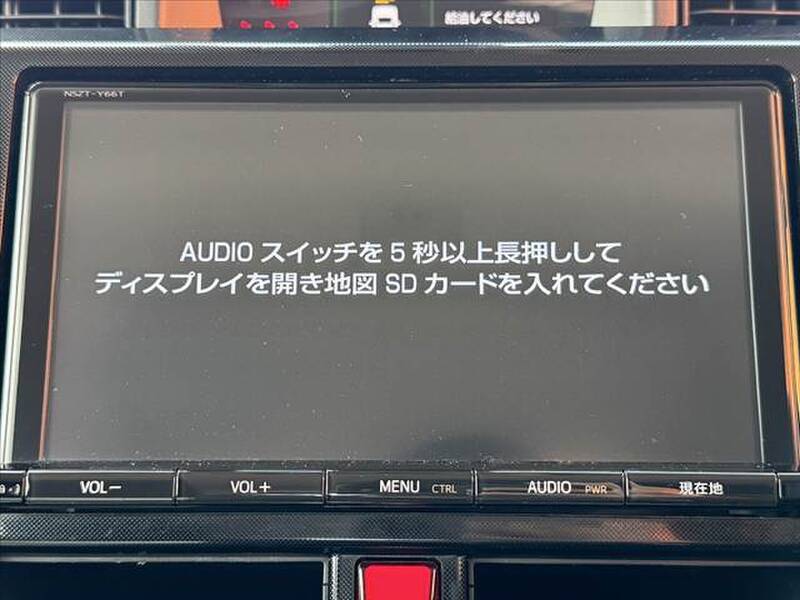 給油してください
NSZT-Y66T
AUDIO スイッチを 5 秒以上長押しして
ディスプレイを開き地図 SD カードを入れてください
VOL− VOL+ MENU CTRL AUDIO PWR 現在地